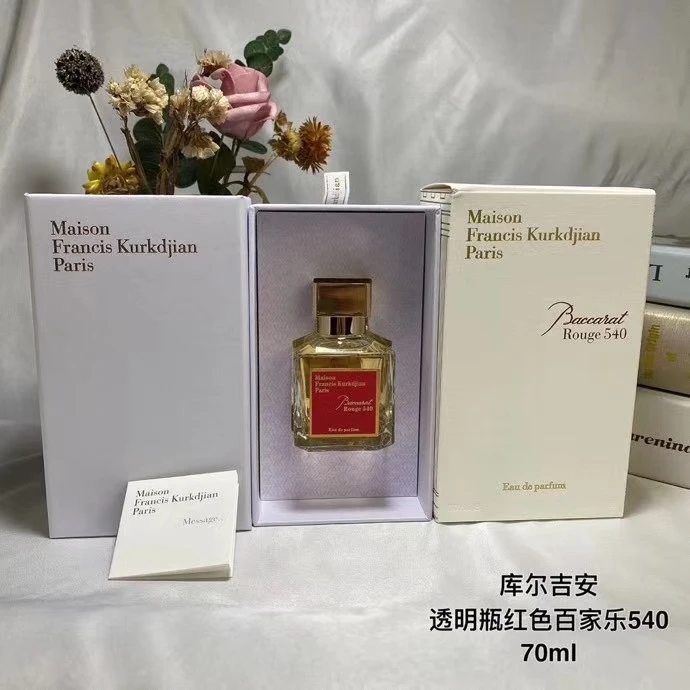 Maison
Francis Kurkdjian
Paris
Maison
Francis Kurkdjian
Paris
Baccarat
Rouge 540
Eau de parfum
Maison
Francis Kurkdjian
Paris
Baccarat
Rouge 540
Eau de parfum
Maison
Francis Kurkdjian
Paris
Message
库尔吉安
透明瓶红色百家乐540
70ml